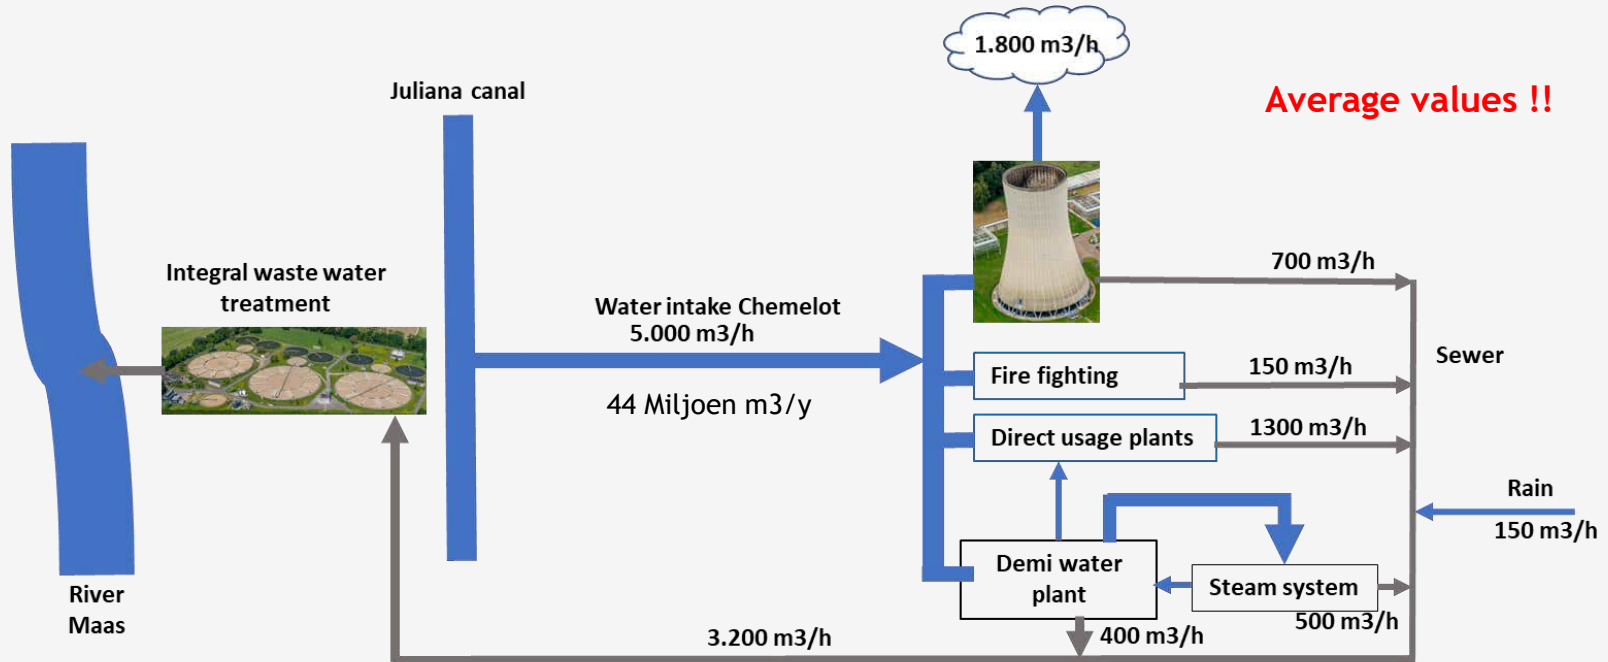 1.800 m3/h
Average values !!
Juliana canal
Integral waste water
treatment
Water intake Chemelot
5.000 m3/h
44 Miljoen m3/y
700 m3/h
Sewer
Fire fighting
150 m3/h
Direct usage plants
1300 m3/h
Rain
150 m3/h
Demi water
plant
Steam system
500 m3/h
400 m3/h
3.200 m3/h
River
Maas